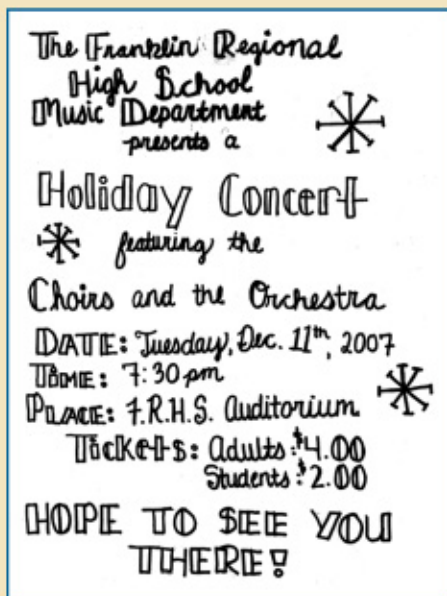 The Franklin Regional
High School
Music Department
presents a
Holiday Concert
featuring the
Choirs and the Orchestra
DATE: Tuesday, Dec. 11th, 2007
TIME: 7:30 pm
PLACE: F.R.H.S. Auditorium
Tickets: Adults: $4.00
Students: $2.00
HOPE TO SEE YOU
THERE!